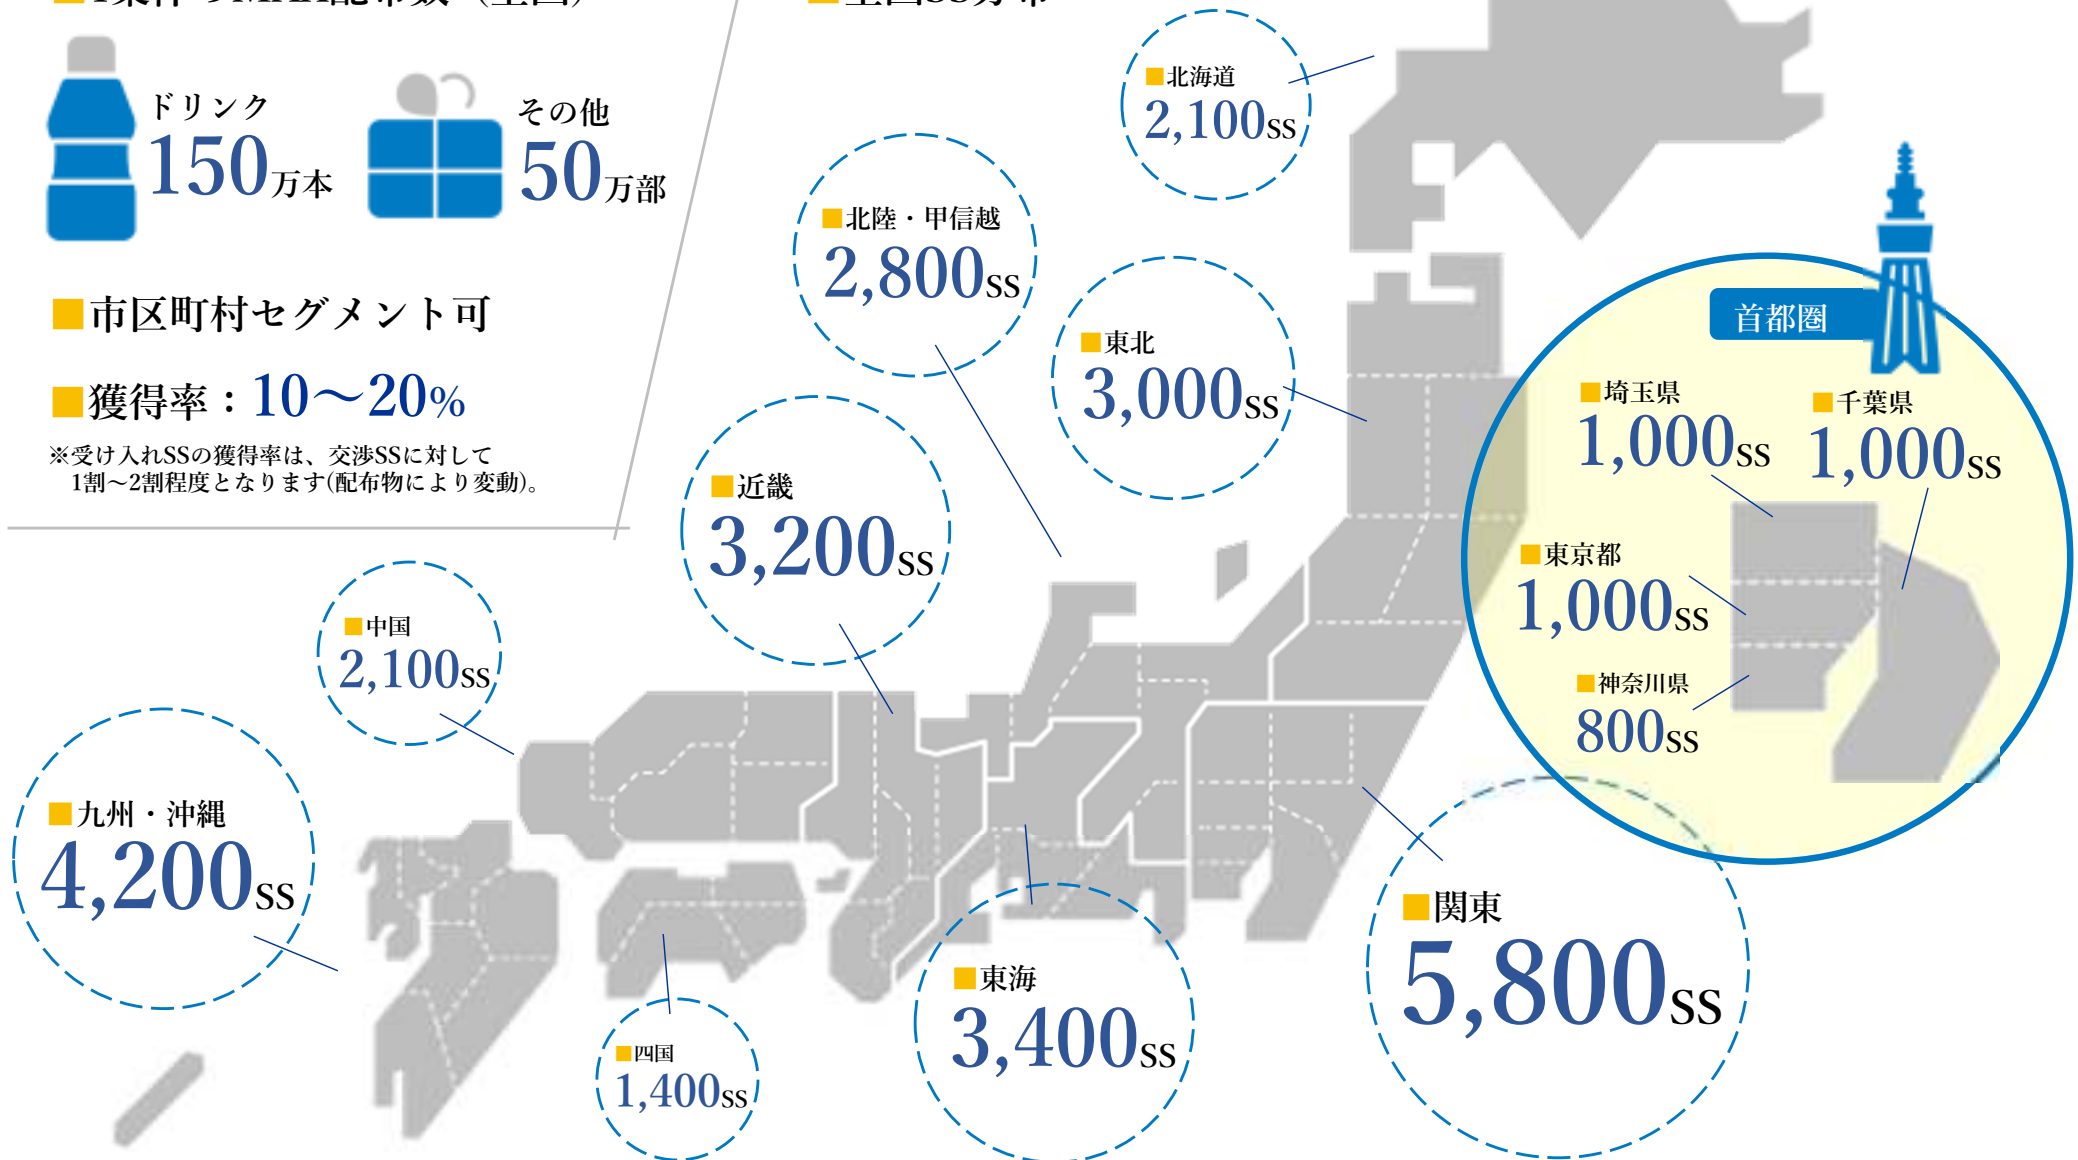 ■ドリンク
150万本
その他
50万部
■市区町村セグメント可
■獲得率：10〜20%
※受け入れSSの獲得率は、交渉SSに対して
1割〜2割程度となります(配布物により変動)。
■北海道
2,100SS
■北陸・甲信越
2,800SS
■東北
3,000SS
■近畿
3,200SS
■中国
2,100SS
■九州・沖縄
4,200SS
■四国
1,400SS
■東海
3,400SS
■関東
5,800SS
首都圏
■埼玉県
1,000SS
■千葉県
1,000SS
■東京都
1,000SS
■神奈川県
800SS